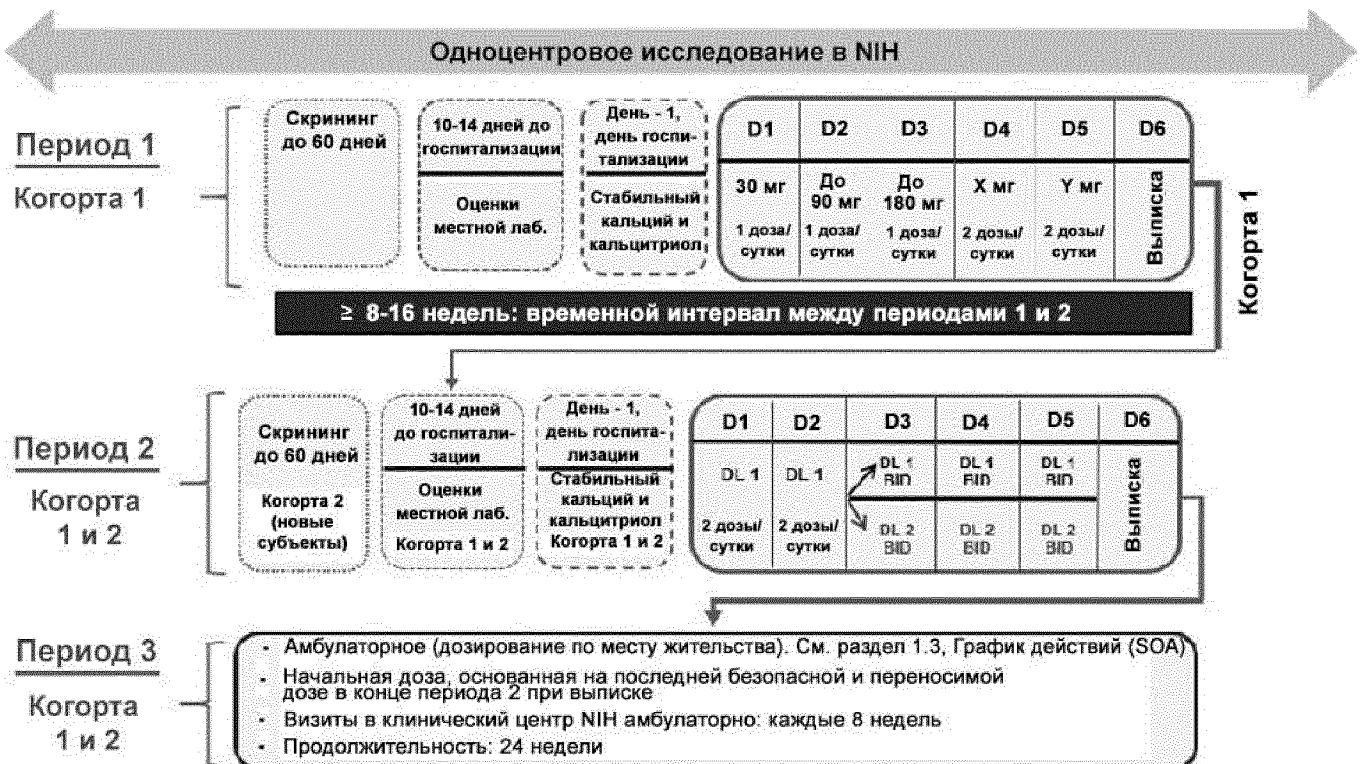 Одноцентровое исследование в NIH
Период 1
Когорта 1
Скрининг
до 60 дней
10-14 дней до
госпитализации
Оценки
местной лаб.
День - 1,
день госпи-
тализации
Стабильный
кальций и
кальцитриол
D1
D2
D3
D4
D5
D6
30 мг
До
90 мг
До
180 мг
X мг
Y мг
1 доза/
сутки
1 доза/
сутки
1 доза/
сутки
2 дозы/
сутки
2 дозы/
сутки
Выписка
Когорта 1
≥ 8-16 недель: временной интервал между периодами 1 и 2
Период 2
Когорта
1 и 2
Скрининг
до 60 дней
Когорта 2
(новые
субъекты)
10-14 дней
до госпитали-
зации
Оценки
местной лаб.
Когорта 1 и 2
День - 1,
день госпита-
лизации
Стабильный
кальций и
кальцитриол
Когорта 1 и 2
D1
D2
D3
D4
D5
D6
DL 1
DL 1
2 дозы/
сутки
2 дозы/
сутки
DL 1
BID
DL 1
BID
DL 1
BID
DL 2
BID
DL 2
BID
DL 2
BID
Выписка
Период 3
Когорта
1 и 2
- Амбулаторное (дозирование по месту жительства). См. раздел 1.3, График действий (SOA)
- Начальная доза, основанная на последней безопасной и переносимой
дозе в конце периода 2 при выписке
- Визиты в клинический центр NIH амбулаторно: каждые 8 недель
- Продолжительность: 24 недели